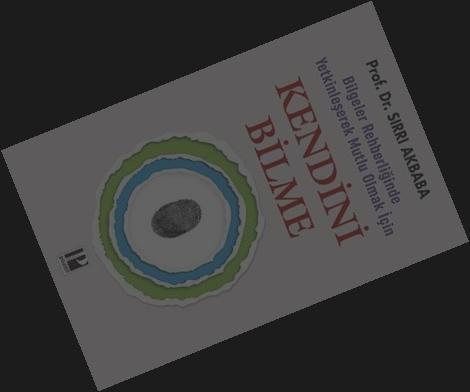 Prof. Dr. SIRRI AKBABA
Bilgeler Rehberliğinde
Yetkinleşerek Mutlu Olmak İçin
KENDİNİ
BİLME